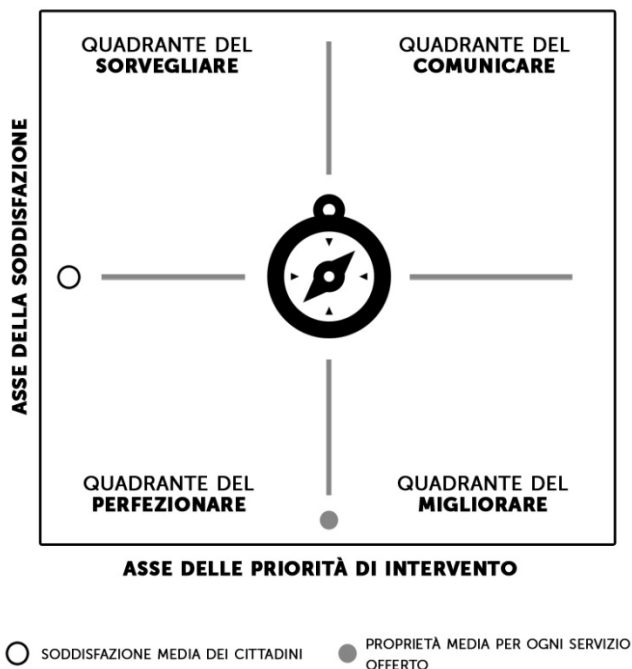 QUADRANTE DEL
SORVEGLIARE
QUADRANTE DEL
COMUNICARE
ASSE DELLA SODDISFAZIONE
QUADRANTE DEL
PERFEZIONARE
QUADRANTE DEL
MIGLIORARE
ASSE DELLE PRIORITÀ DI INTERVENTO
SODDISFAZIONE MEDIA DEI CITTADINI
PROPRIETÀ MEDIA PER OGNI SERVIZIO
OFFERTO